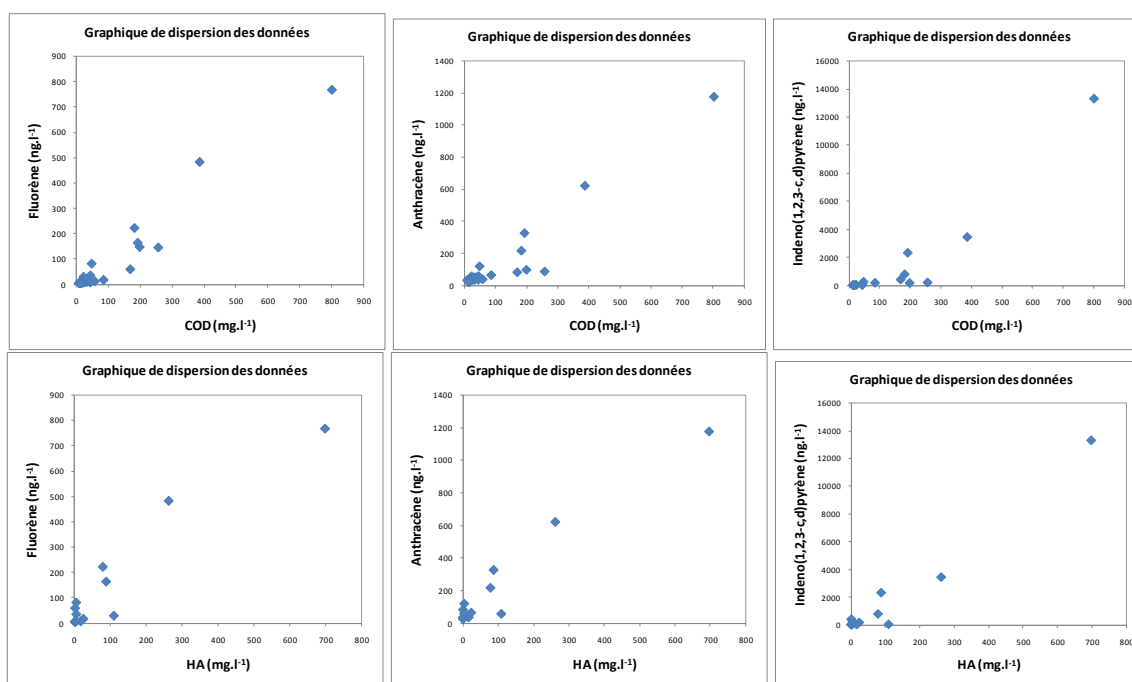 Graphique de dispersion des données
900
800
700
600
500
400
300
200
100
0
Fluorène (ng.l-1)
0 100 200 300 400 500 600 700 800 900
COD (mg.l-1)
Graphique de dispersion des données
1400
1200
1000
800
600
400
200
0
Anthracène (ng.l-1)
0 100 200 300 400 500 600 700 800 900
COD (mg.l-1)
Graphique de dispersion des données
16000
14000
12000
10000
8000
6000
4000
2000
0
Indeno(1,2,3-c,d)pyrène (ng.l-1)
0 100 200 300 400 500 600 700 800 900
COD (mg.l-1)
Graphique de dispersion des données
900
800
700
600
500
400
300
200
100
0
Fluorène (ng.l-1)
0 100 200 300 400 500 600 700 800
HA (mg.l-1)
Graphique de dispersion des données
1400
1200
1000
800
600
400
200
0
Anthracène (ng.l-1)
0 100 200 300 400 500 600 700 800
HA (mg.l-1)
Graphique de dispersion des données
16000
14000
12000
10000
8000
6000
4000
2000
0
Indeno(1,2,3-c,d)pyrène (ng.l-1)
0 100 200 300 400 500 600 700 800
HA (mg.l-1)